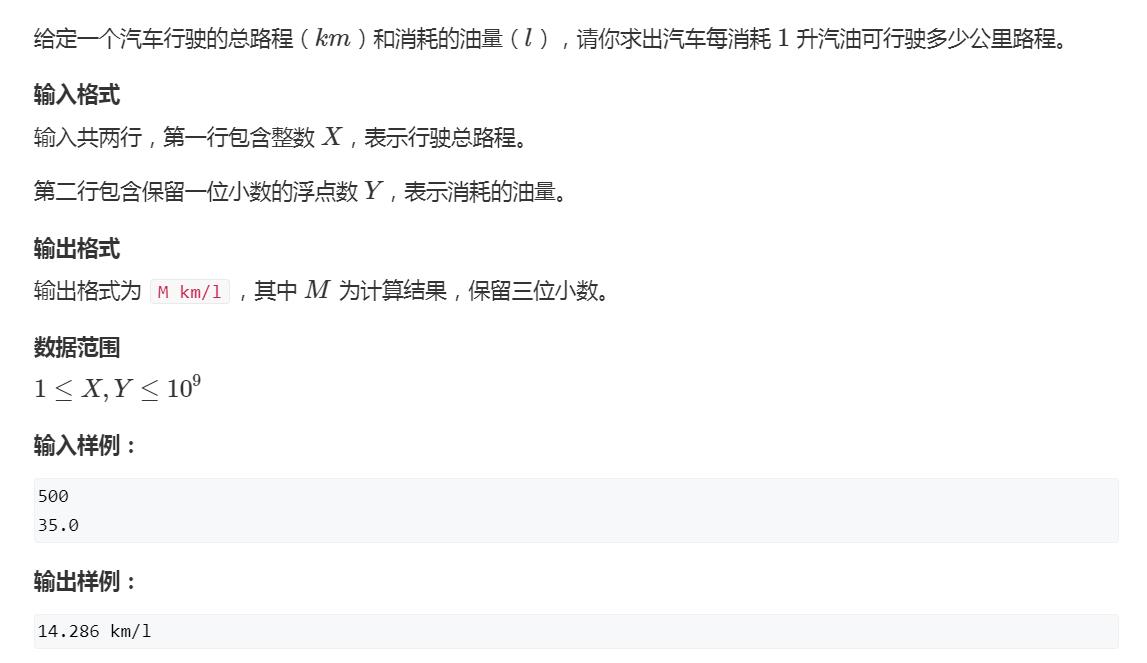 给定一个汽车行驶的总路程（km）和消耗的油量（l），请你求出汽车每消耗 1 升汽油可行驶多少公里路程。
输入格式
输入共两行，第一行包含整数 X，表示行驶总路程。
第二行包含保留一位小数的浮点数 Y，表示消耗的油量。
输出格式
输出格式为 M km/l，其中 M 为计算结果，保留三位小数。
数据范围
1 ≤ X, Y ≤ 10⁹
输入样例：
500
35.0
输出样例：
14.286 km/l